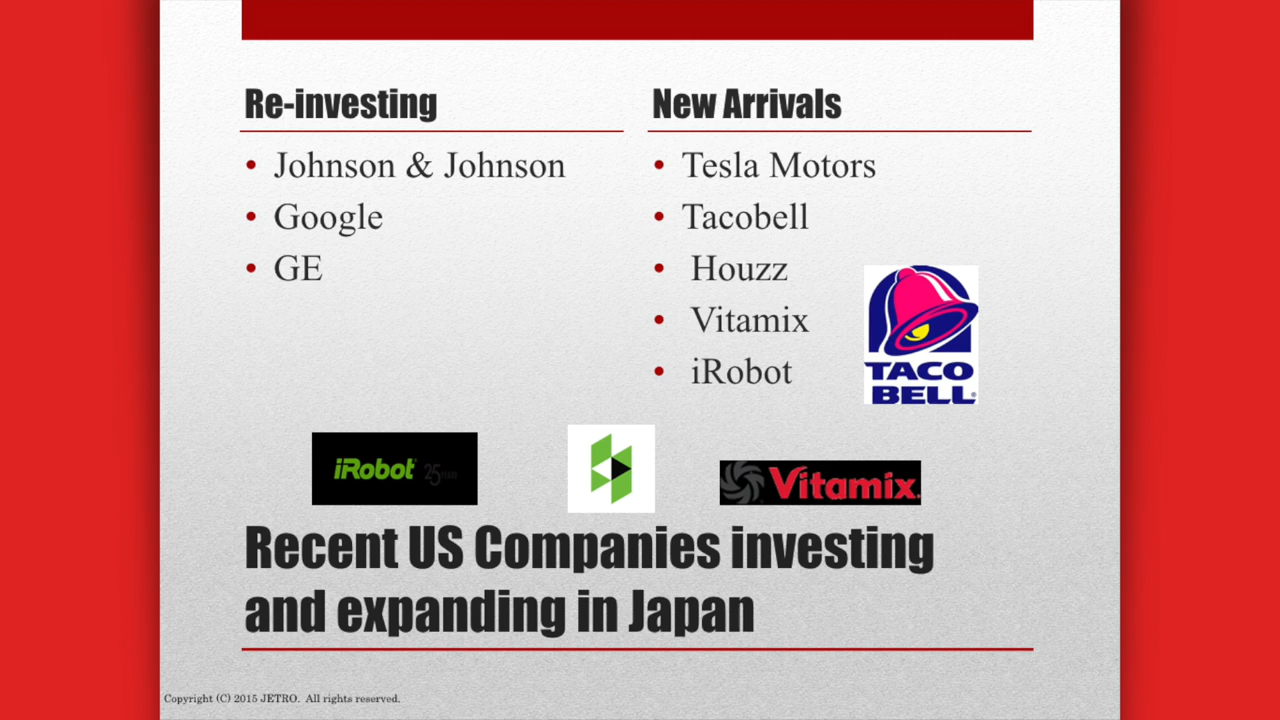 Re-investing
• Johnson & Johnson
• Google
• GE
New Arrivals
• Tesla Motors
• Tacobell
• Houzz
• Vitamix
• iRobot
TACO
BELL®
iRobot 25
Vitamix
Recent US Companies investing
and expanding in Japan
Copyright (C) 2015 JETRO. All rights reserved.